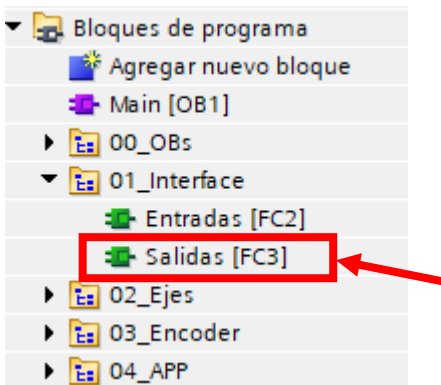 Bloques de programa
Agregar nuevo bloque
Main [OB1]
00_OBs
01_Interface
Entradas [FC2]
Salidas [FC3]
02_Ejes
03_Encoder
04_APP